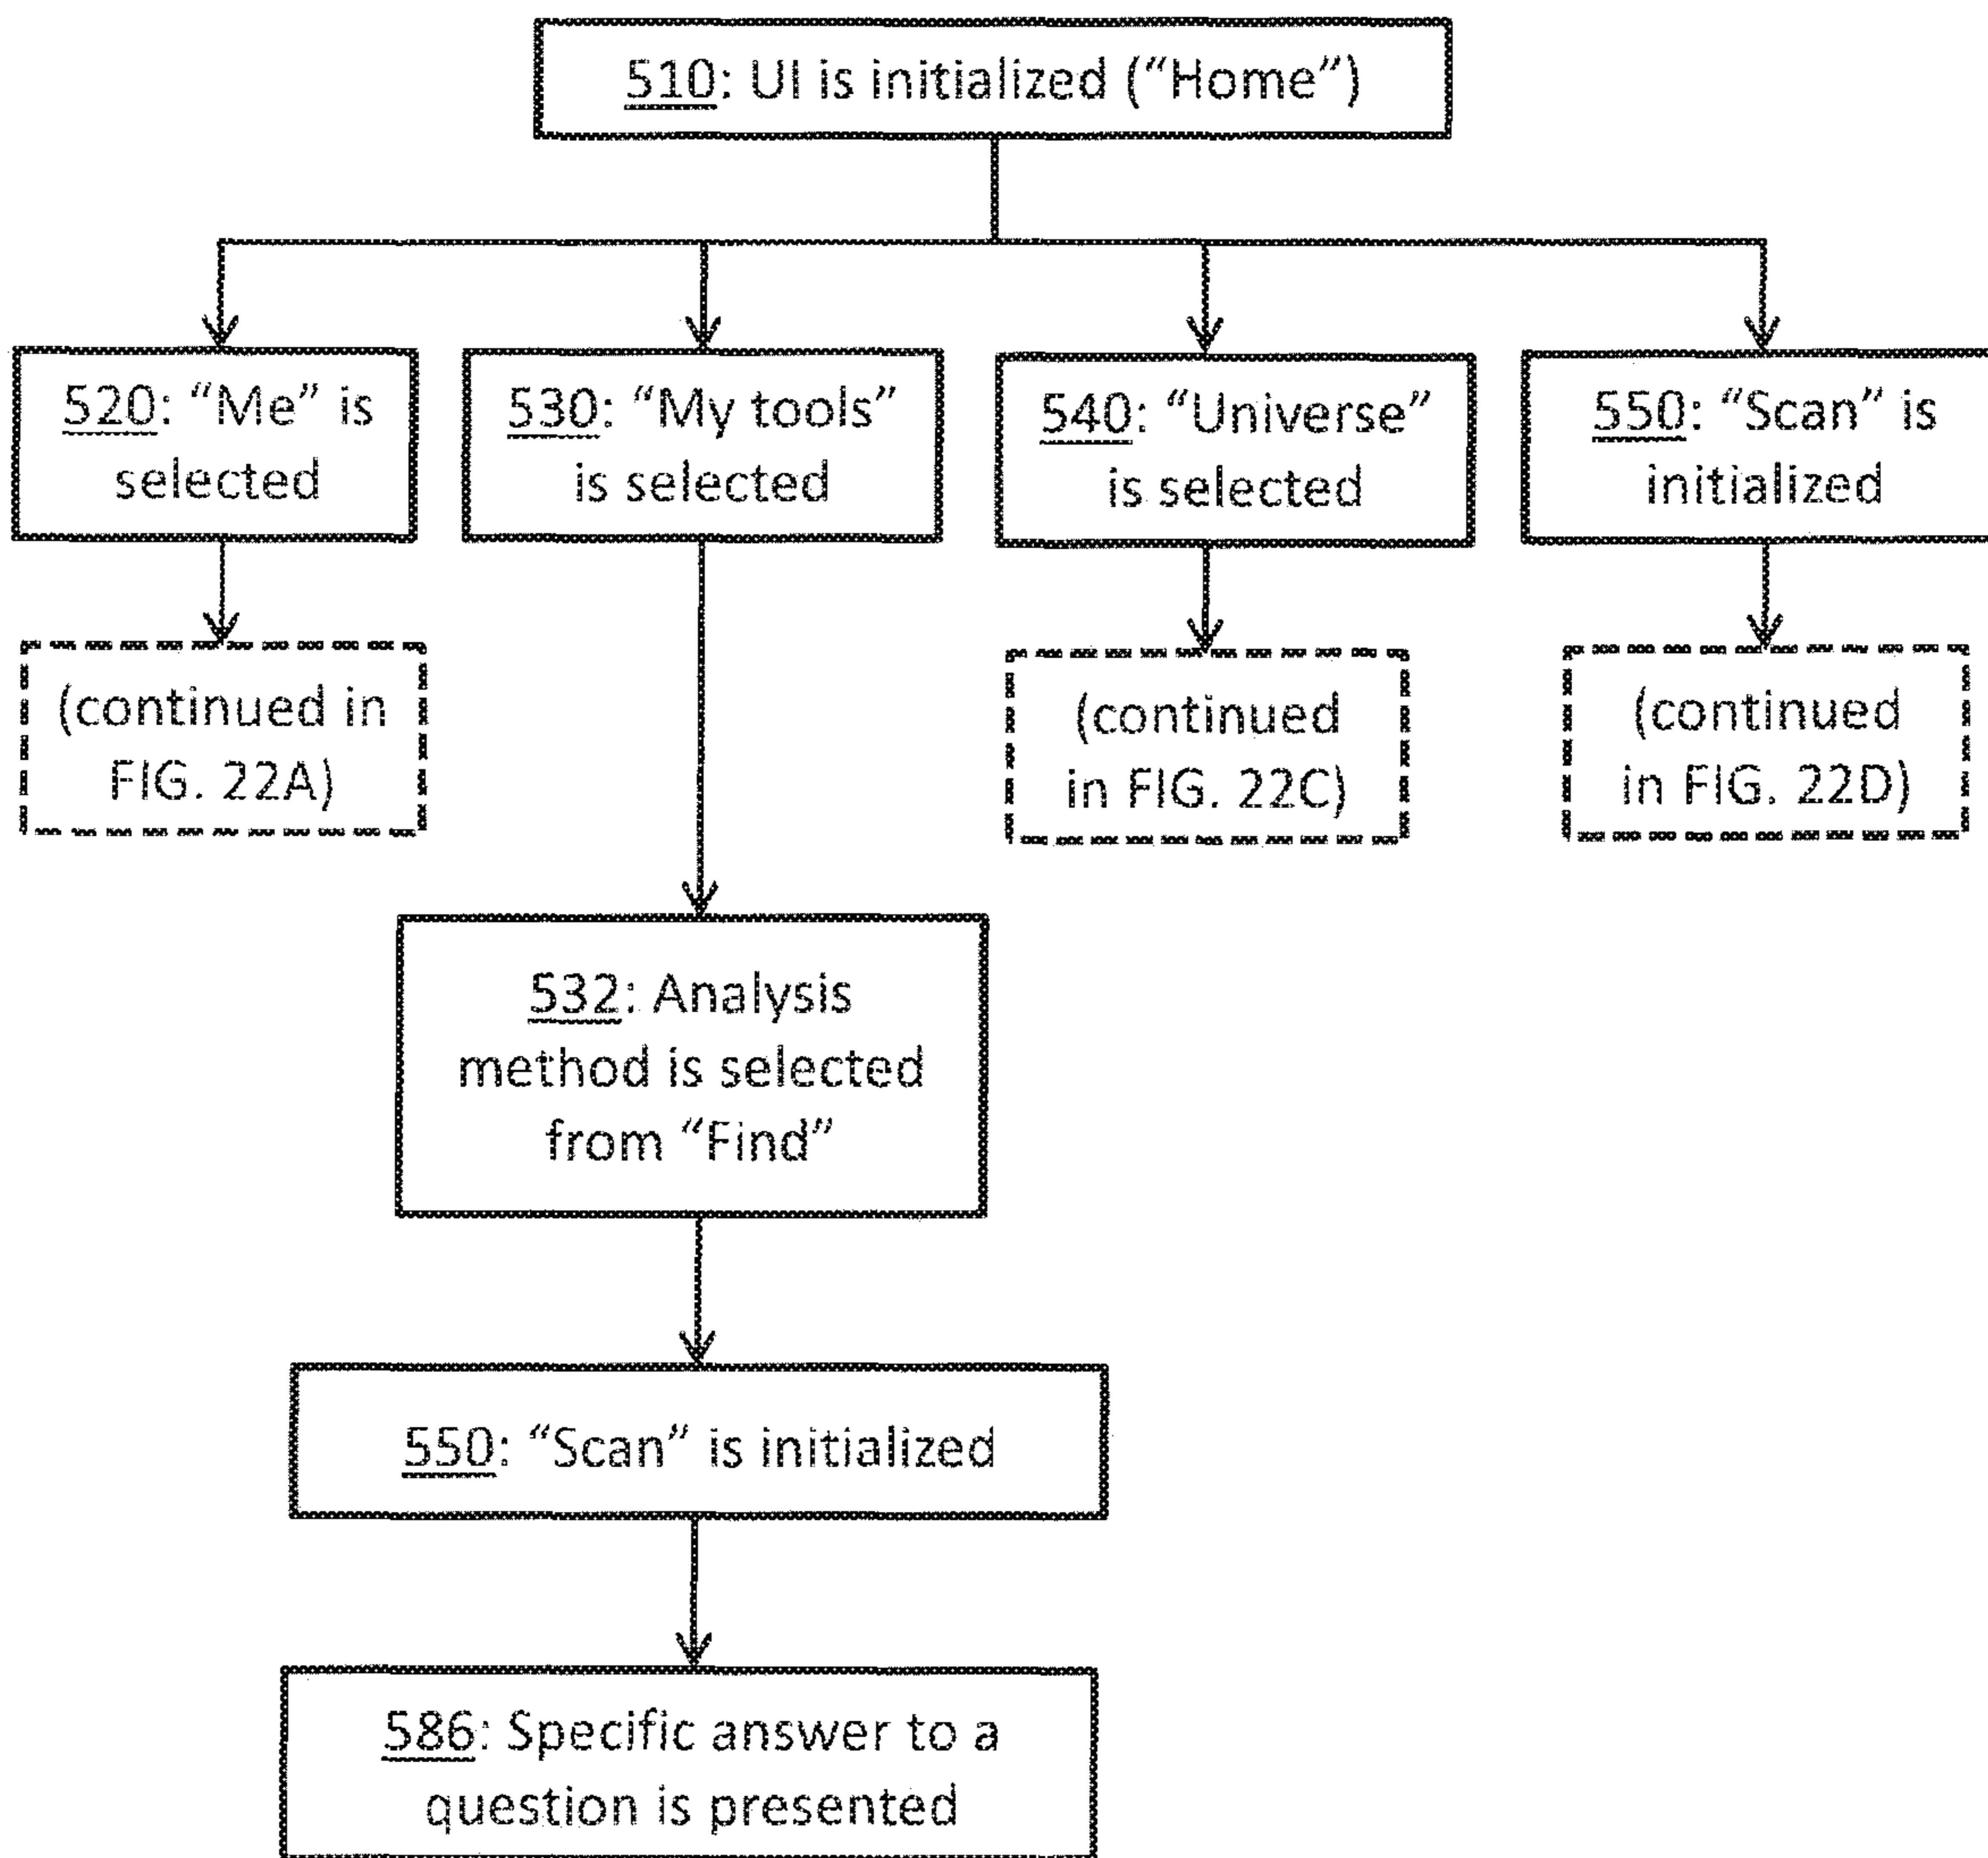 510: UI is initialized (“Home”)
520: “Me” is
selected
530: “My tools”
is selected
540: “Universe”
is selected
550: “Scan” is
initialized
(continued in
FIG. 22A)
(continued
in FIG. 22C)
(continued
in FIG. 22D)
532: Analysis
method is selected
from “Find”
550: “Scan” is initialized
586: Specific answer to a
question is presented